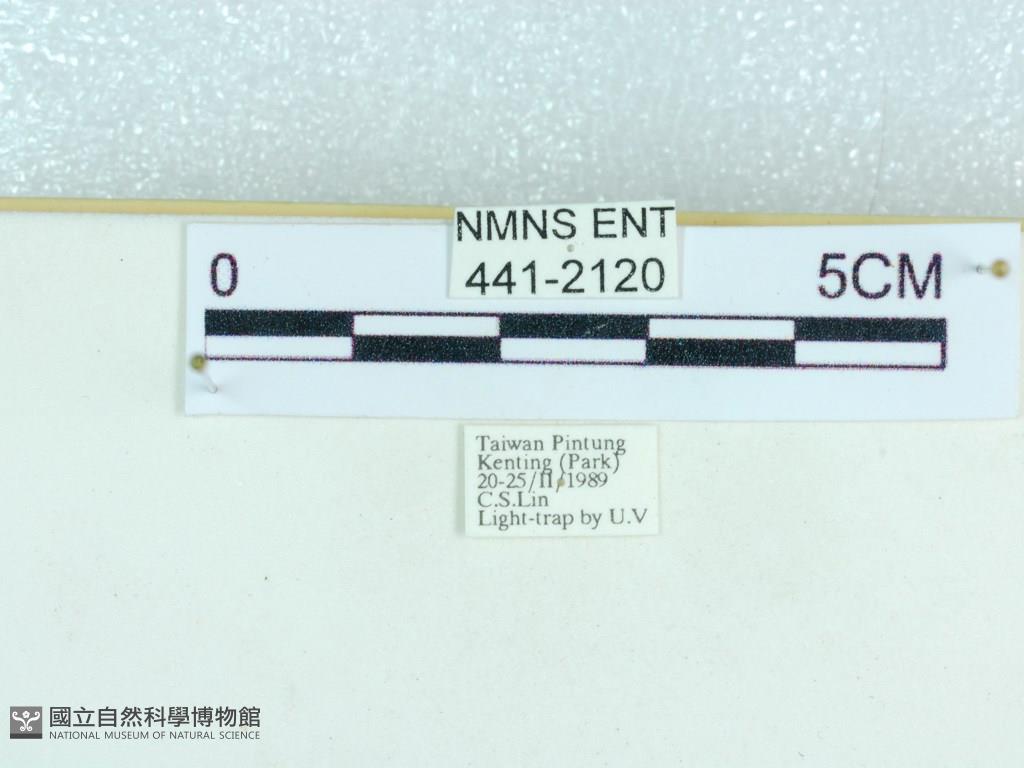 NMNS ENT
441-2120
0
5CM
Taiwan Pintung
Kenting (Park)
20-25/II/1989
C.S.Lin
Light-trap by U.V
國立自然科學博物館
NATIONAL MUSEUM OF NATURAL SCIENCE